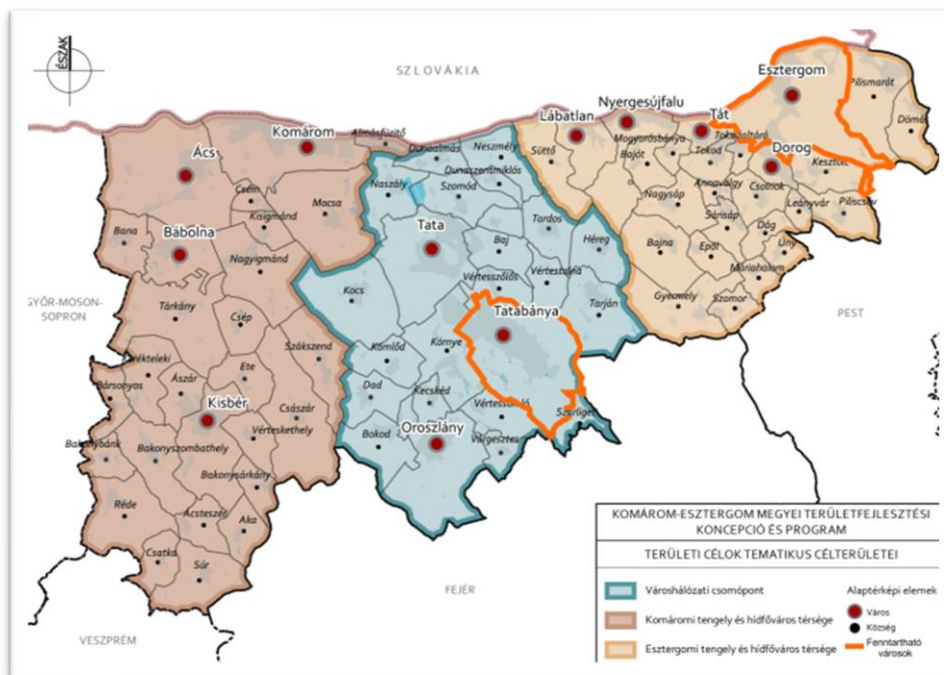 ÉSZAK
SZLOVÁKIA
Esztergom
Pilismarót
Nyergesújfalu
Lábatlan
Tát
Dömös
Komárom
Almásfüzitő
Mogyorósbánya
Tokodaltáró
Dorog
Ács
Neszmély
Dunaalmás
Süttő
Bajót
Tokod
Kesztölc
Dunaszentmiklós
Csém
Naszály
Szomód
Nagysáp
Annavölgy
Csolnok
Leányvár
Piliscsév
Mocsa
Kisigmánd
Sárisáp
Tardos
Dág
Bana
Bábolna
Tata
Baj
Héreg
Bajna
Epöl
Úny
Nagyigmánd
Máriahalom
Vértesszőlős
Vértestolna
Kocs
Gyermely
Szomor
GYŐR-MOSON-
SOPRON
Tárkány
Csép
Tatabánya
Tarján
PEST
Környe
Szákszend
Kerékteleki
Kömlőd
Ászár
Ete
Bársonyos
Dad
Kecskéd
Kisbér
Császár
Vértessomló
Szárliget
Vérteskethely
Bokod
Oroszlány
Várgesztes
Bakonybánk
Bakonyszombathely
Bakonysárkány
Réde
Ácsteszér
Aka
Csatka
Súr
FEJÉR
VESZPRÉM
KOMÁROM-ESZTERGOM MEGYEI TERÜLETFEJLESZTÉSI
KONCEPCIÓ ÉS PROGRAM
TERÜLETI CÉLOK TEMATIKUS CÉLTERÜLETEI
Városhálózati csomópont
Alaptérképi elemek
Város
Komáromi tengely és hídfőváros térsége
Község
Esztergomi tengely és hídfőváros térsége
Fenntartható
városok